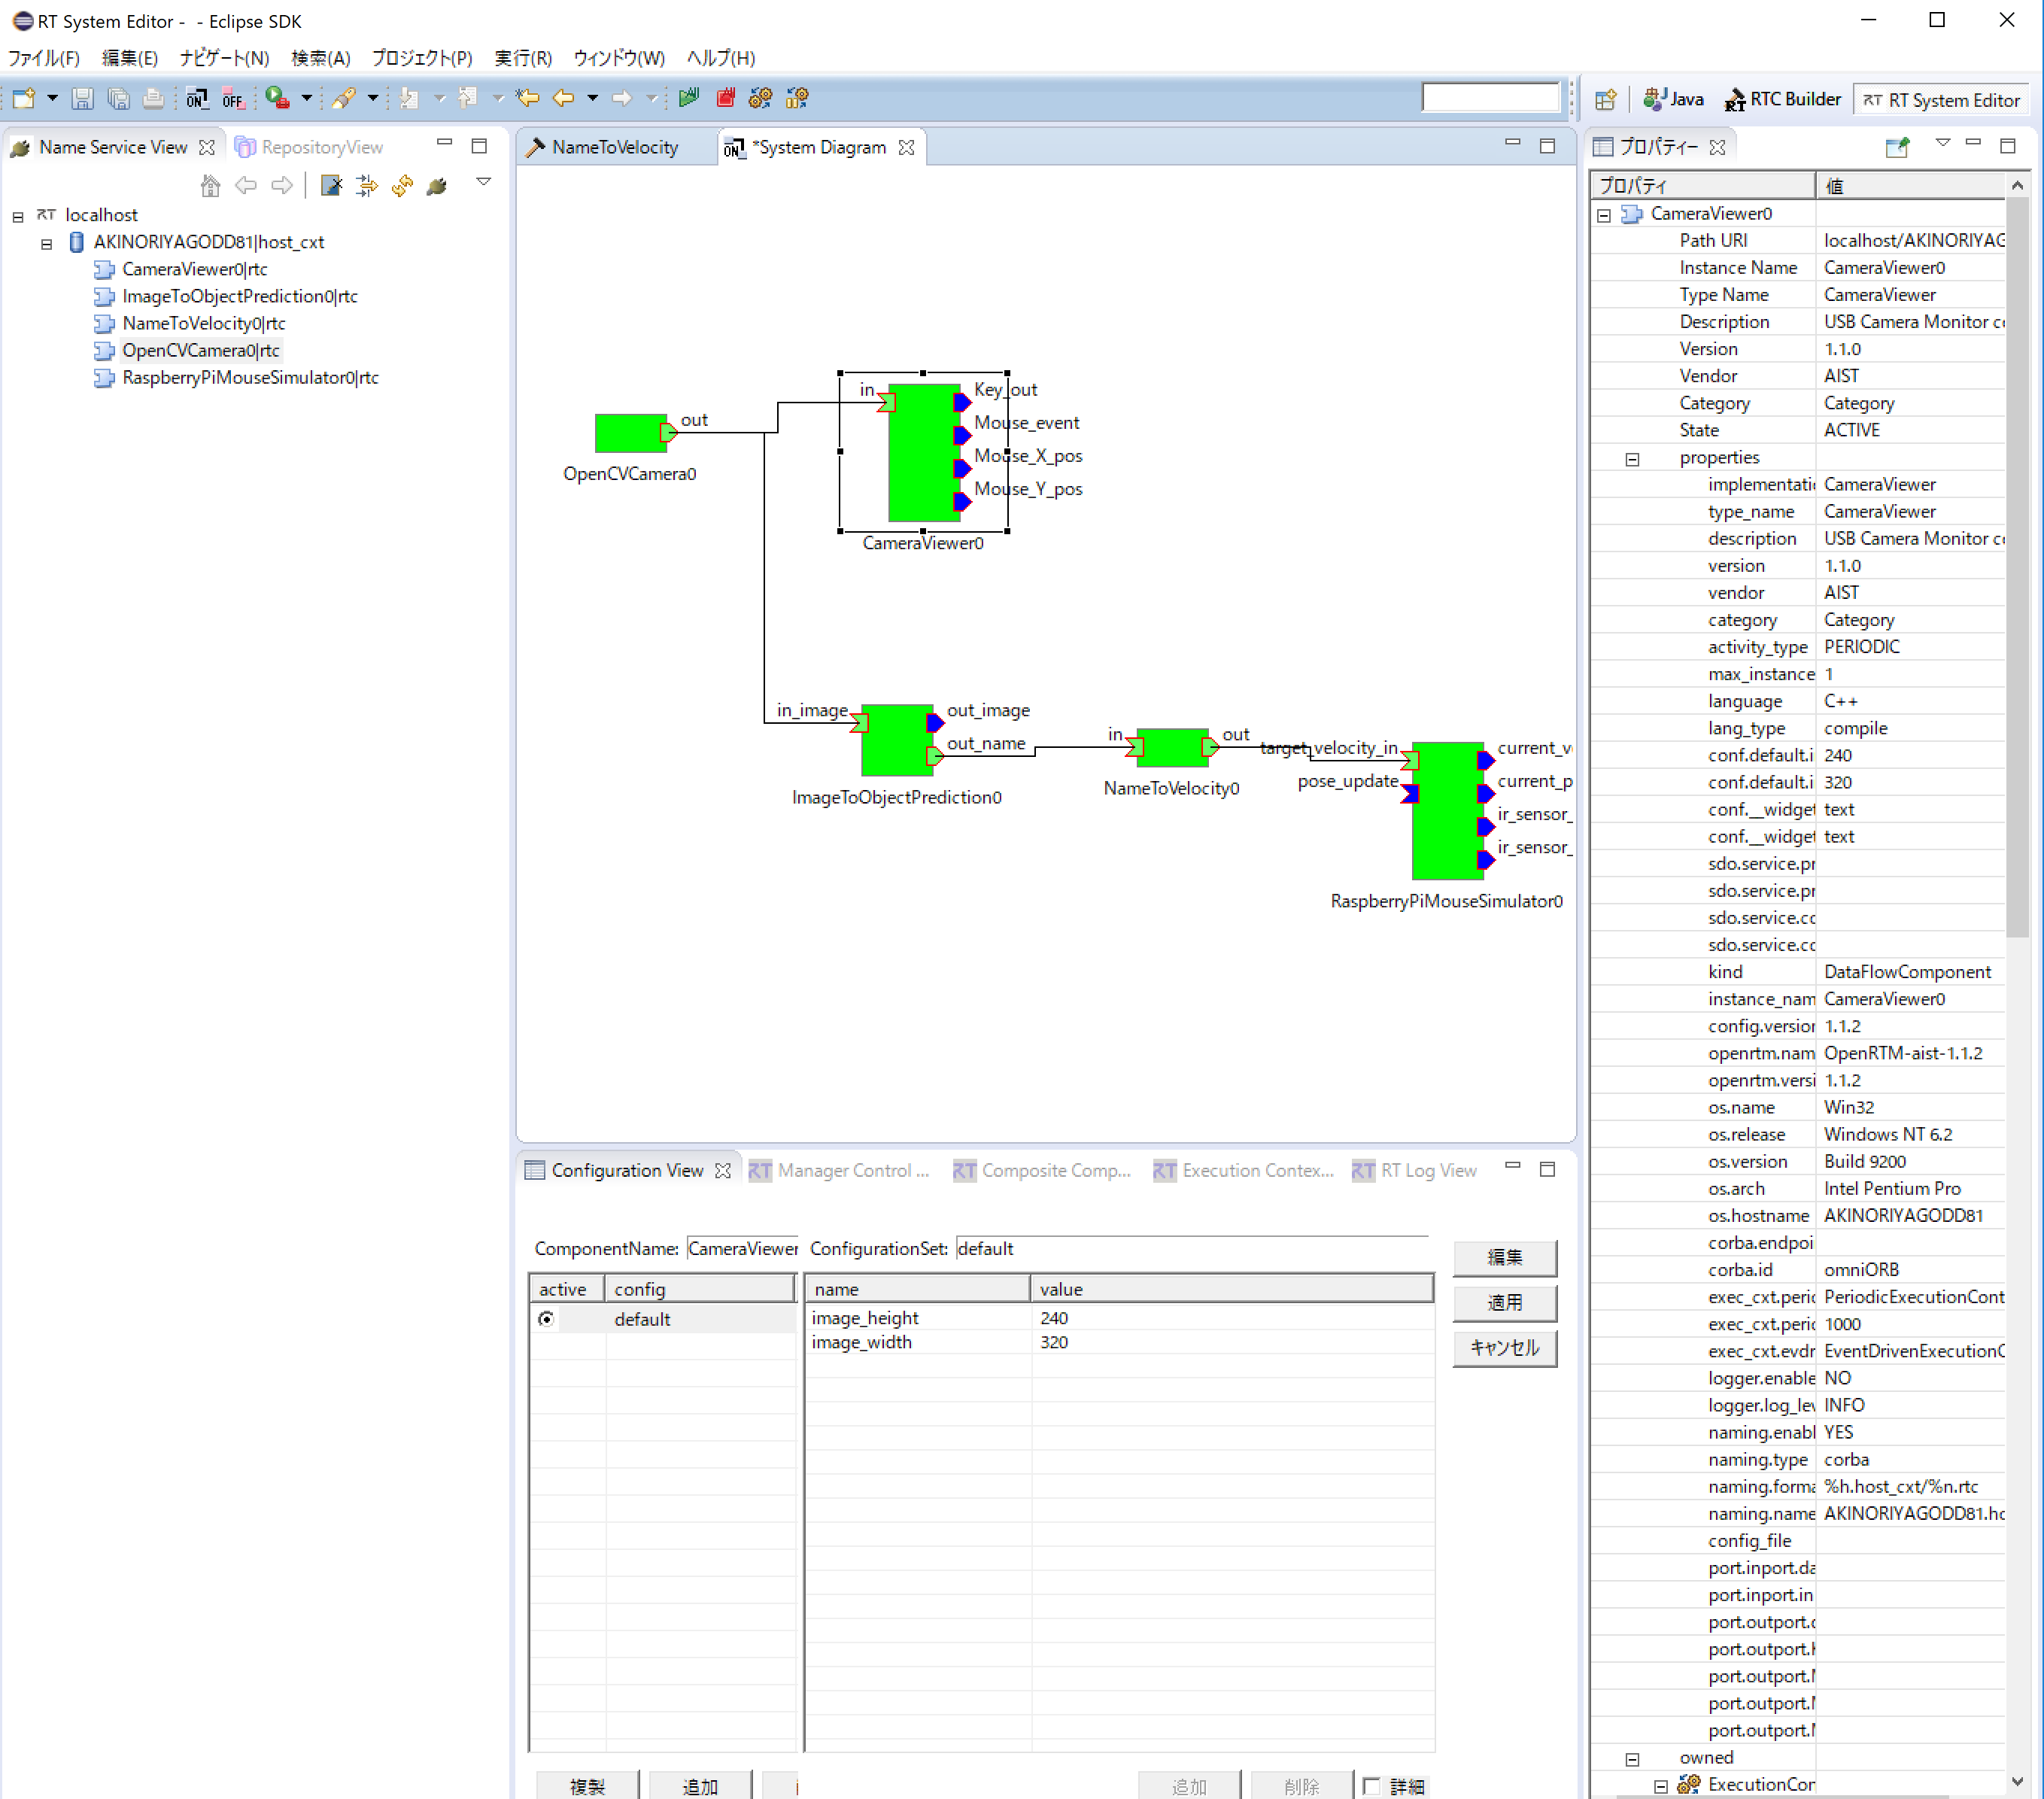 RT System Editor - - Eclipse SDK
ファイル(F) 編集(E) ナビゲート(N) 検索(A) プロジェクト(P) 実行(R) ウィンドウ(W) ヘルプ(H)
ON OFF
Java RTC Builder RT RT System Editor
Name Service View RepositoryView
RT localhost
AKINORIYAGODD81|host_cxt
CameraViewer0|rtc
ImageToObjectPrediction0|rtc
NameToVelocity0|rtc
OpenCVCamera0|rtc
RaspberryPiMouseSimulator0|rtc
NameToVelocity ON *System Diagram
out
OpenCVCamera0
in Key_out
Mouse_event
Mouse_X_pos
Mouse_Y_pos
CameraViewer0
in_image out_image
out_name
ImageToObjectPrediction0
in out
NameToVelocity0
target_velocity_in current_v
pose_update current_p
ir_sensor_
ir_sensor_
RaspberryPiMouseSimulator0
Configuration View RT Manager Control ... RT Composite Comp... RT Execution Contex... RT RT Log View
ComponentName: CameraViewer ConfigurationSet: default
active config name value
default
image_height 240
image_width 320
編集
適用
キャンセル
複製 追加 追加 削除 詳細
プロパティー
プロパティ 値
CameraViewer0
Path URI localhost/AKINORIYAG
Instance Name CameraViewer0
Type Name CameraViewer
Description USB Camera Monitor c
Version 1.1.0
Vendor AIST
Category Category
State ACTIVE
properties
implementati CameraViewer
type_name CameraViewer
description USB Camera Monitor c
version 1.1.0
vendor AIST
category Category
activity_type PERIODIC
max_instance 1
language C++
lang_type compile
conf.default.i 240
conf.default.i 320
conf.__widget text
conf.__widget text
sdo.service.pr
sdo.service.pr
sdo.service.cc
sdo.service.cc
kind DataFlowComponent
instance_nam CameraViewer0
config.version 1.1.2
openrtm.nam OpenRTM-aist-1.1.2
openrtm.versi 1.1.2
os.name Win32
os.release Windows NT 6.2
os.version Build 9200
os.arch Intel Pentium Pro
os.hostname AKINORIYAGODD81
corba.endpoi
corba.id omniORB
exec_cxt.peric PeriodicExecutionCont
exec_cxt.peric 1000
exec_cxt.evdr EventDrivenExecutionC
logger.enable NO
logger.log_lev INFO
naming.enabl YES
naming.type corba
naming.forma %h.host_cxt/%n.rtc
naming.name AKINORIYAGODD81.hc
config_file
port.inport.da
port.inport.in
port.outport.c
port.outport.K
port.outport.M
port.outport.M
port.outport.M
owned
ExecutionCor